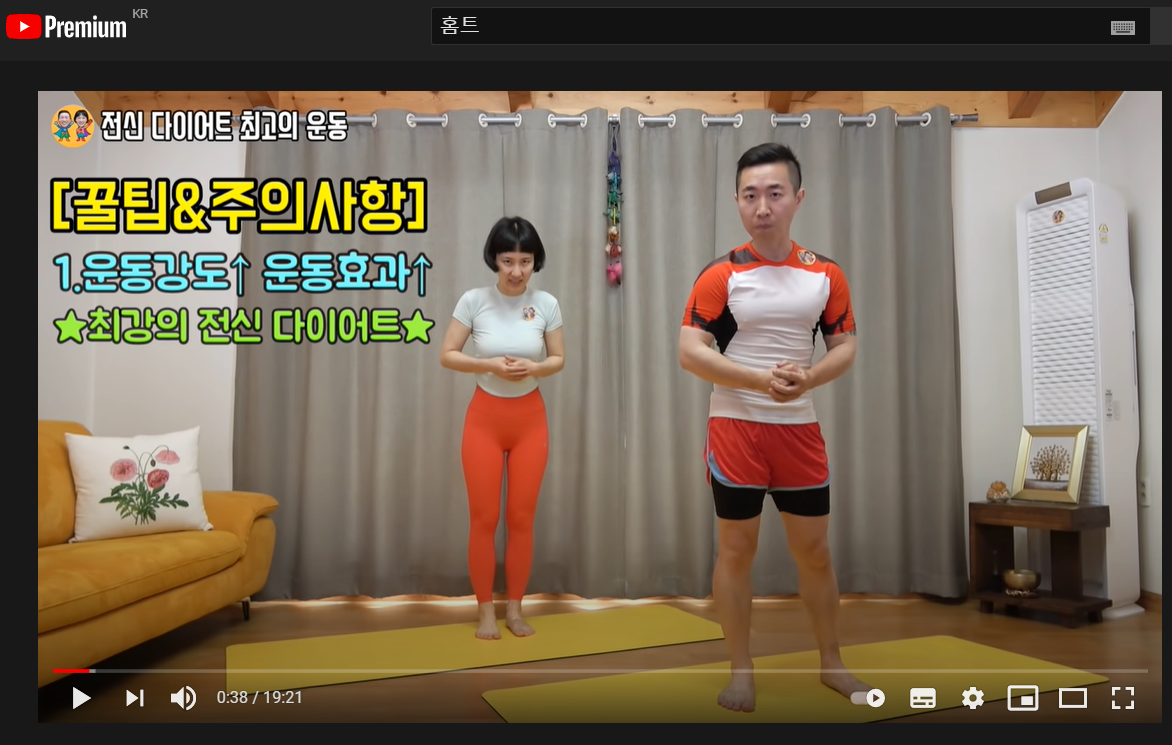 Premium KR
홈트
전신 다이어트 최고의 운동
[꿀팁&주의사항]
1.운동강도↑ 운동효과↑
★최강의 전신 다이어트★
0:38 / 19:21